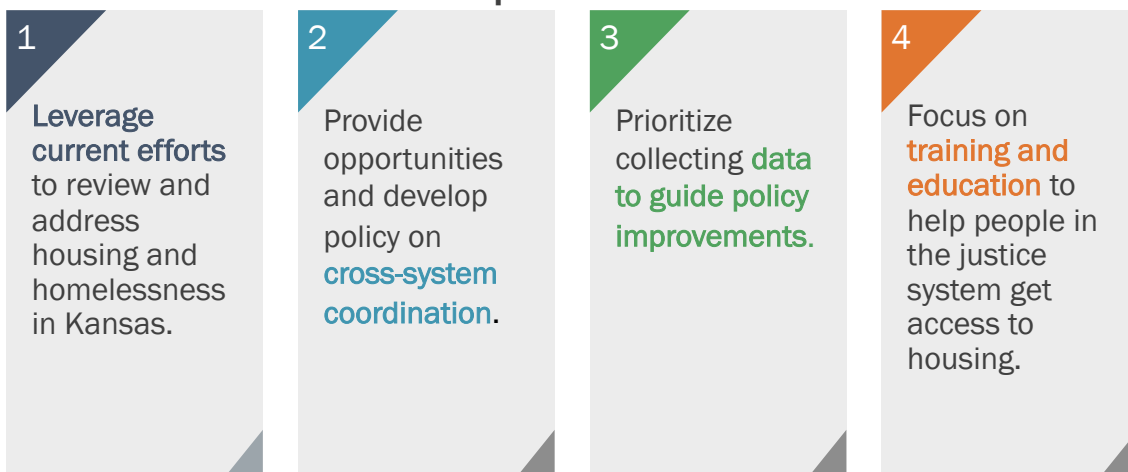 1
Leverage
current efforts
to review and
address
housing and
homelessness
in Kansas.
2
Provide
opportunities
and develop
policy on
cross-system
coordination.
3
Prioritize
collecting data
to guide policy
improvements.
4
Focus on
training and
education to
help people in
the justice
system get
access to
housing.